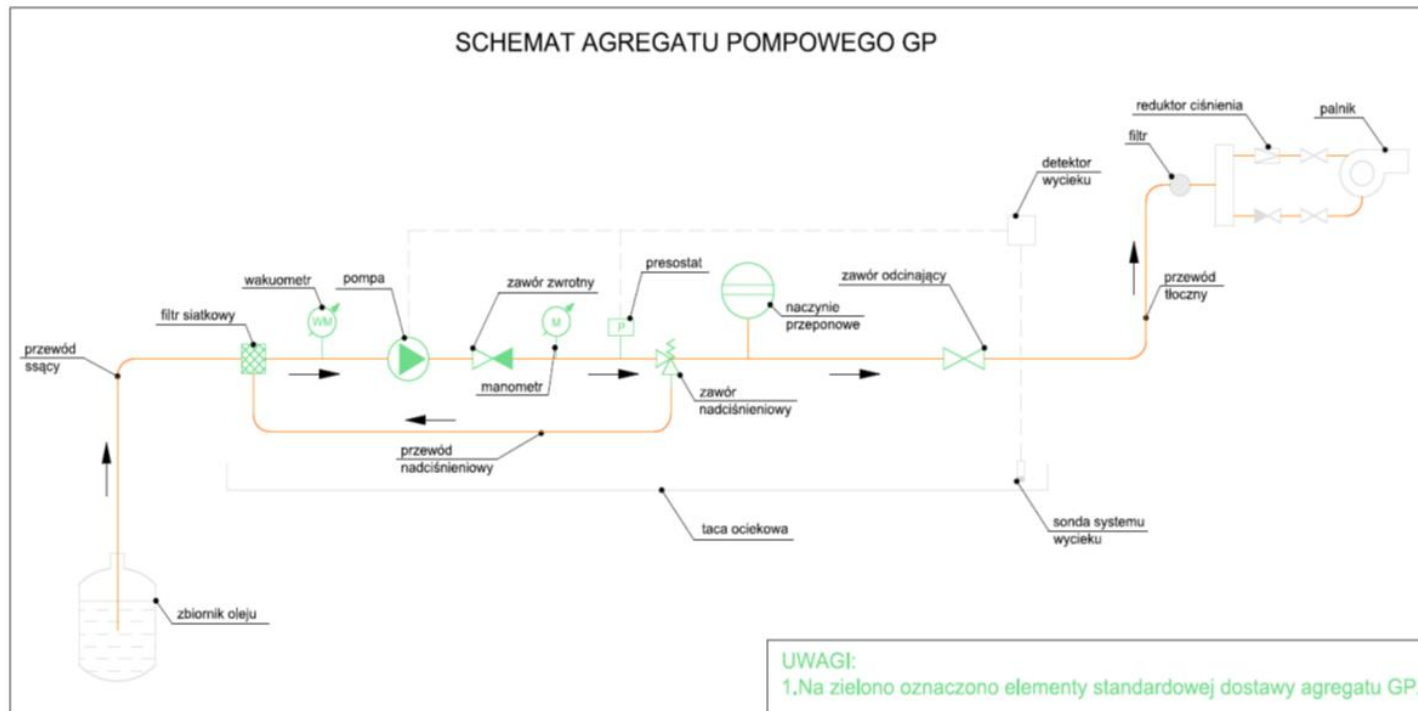 SCHEMAT AGREGATU POMPOWEGO GP
reduktor ciśnienia
palnik
filtr
detektor
wycieku
wakuometr
pompa
zawór zwrotny
presostat
zawór odcinający
przewód
tłoczny
filtr siatkowy
WM
M
P
naczynie
przeponowe
przewód
ssący
manometr
zawór
nadciśnieniowy
przewód
nadciśnieniowy
taca ociekowa
sonda systemu
wycieku
zbiornik oleju
UWAGI:
1.Na zielono oznaczono elementy standardowej dostawy agregatu GP.